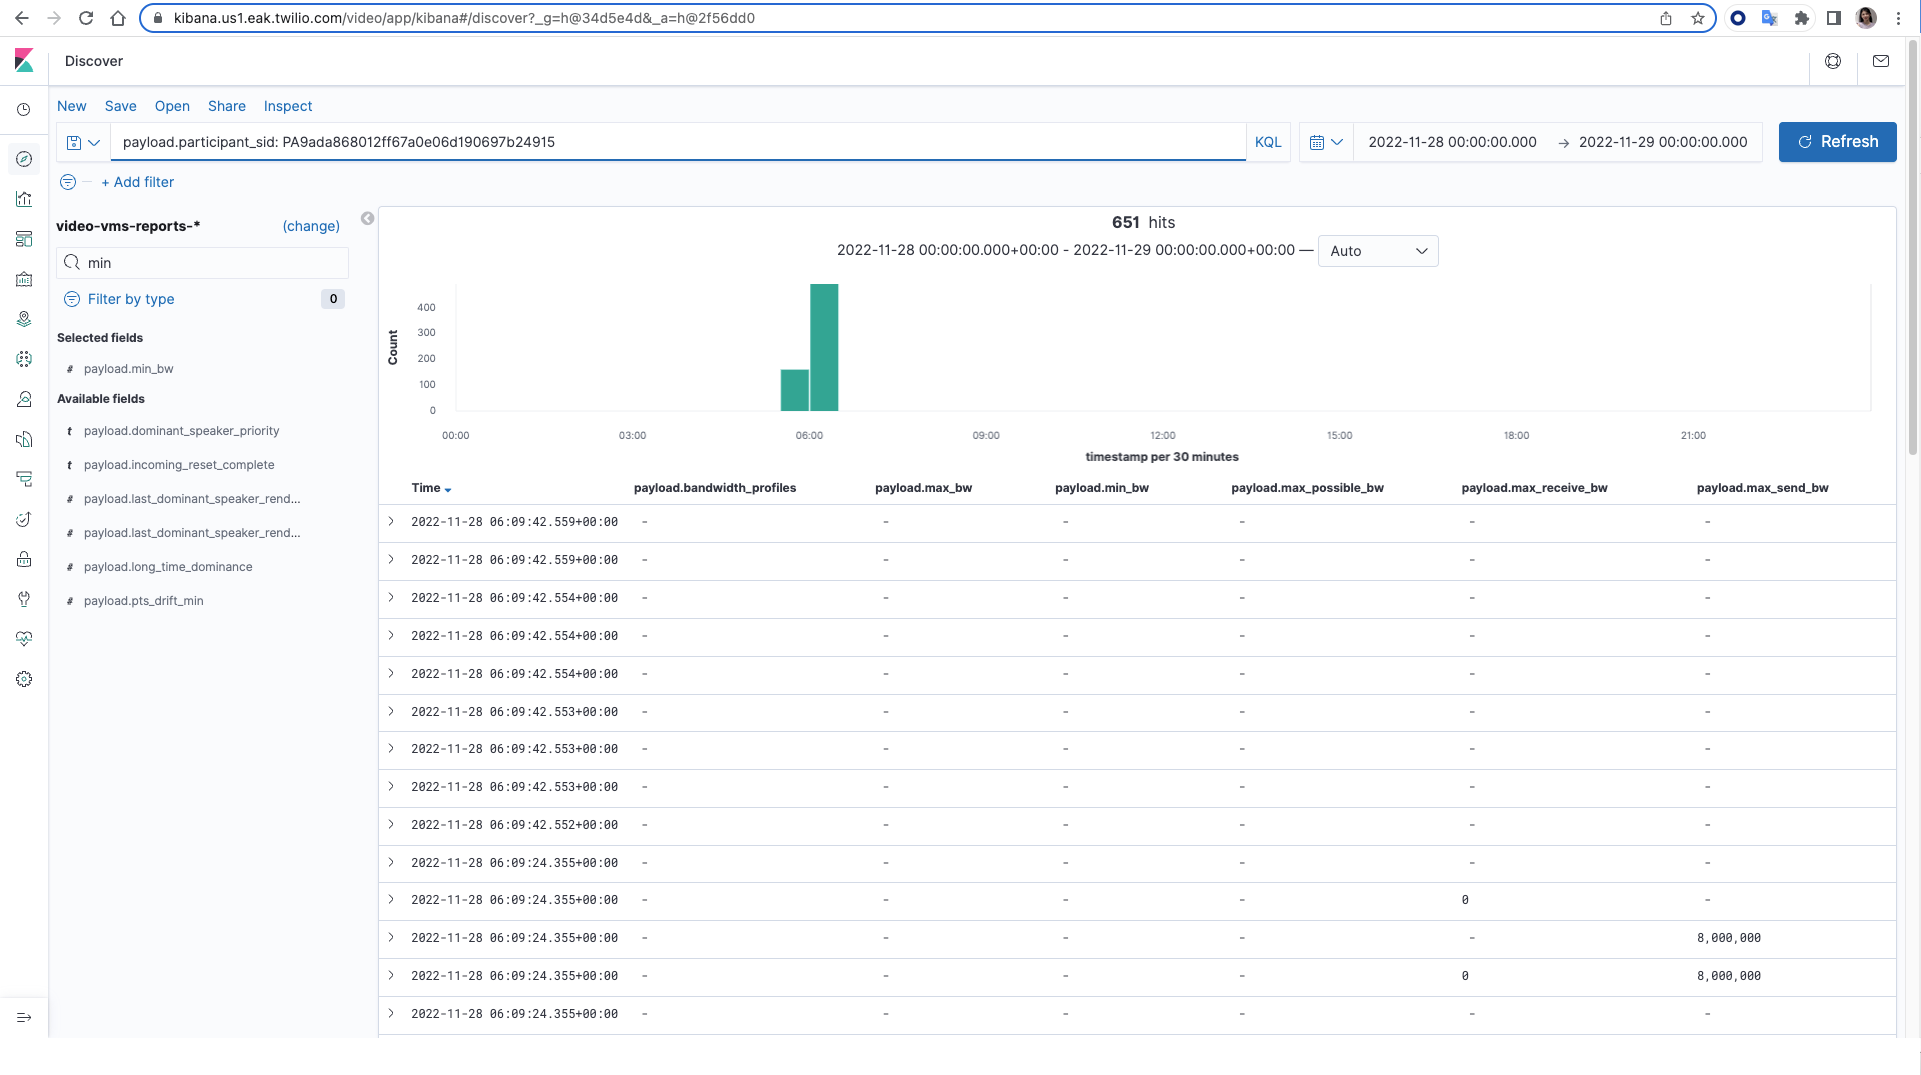 kibana.us1.eak.twilio.com/video/app/kibana#/discover?_g=h@34d5e4d&_a=h@2f56dd0
Discover
New Save Open Share Inspect
payload.participant_sid: PA9ada868012ff67a0e06d190697b24915 KQL 2022-11-28 00:00:00.000 → 2022-11-29 00:00:00.000 Refresh
+ Add filter
video-vms-reports-* (change)
min
Filter by type 0
Selected fields
# payload.min_bw
Available fields
t payload.dominant_speaker_priority
t payload.incoming_reset_complete
# payload.last_dominant_speaker_rend...
# payload.last_dominant_speaker_rend...
# payload.long_time_dominance
# payload.pts_drift_min
651 hits
2022-11-28 00:00:00.000+00:00 - 2022-11-29 00:00:00.000+00:00 — Auto
Count
400
300
200
100
0
00:00 03:00 06:00 09:00 12:00 15:00 18:00 21:00
timestamp per 30 minutes
Time payload.bandwidth_profiles payload.max_bw payload.min_bw payload.max_possible_bw payload.max_receive_bw payload.max_send_bw
2022-11-28 06:09:42.559+00:00 - - - - - -
2022-11-28 06:09:42.559+00:00 - - - - - -
2022-11-28 06:09:42.554+00:00 - - - - - -
2022-11-28 06:09:42.554+00:00 - - - - - -
2022-11-28 06:09:42.554+00:00 - - - - - -
2022-11-28 06:09:42.553+00:00 - - - - - -
2022-11-28 06:09:42.553+00:00 - - - - - -
2022-11-28 06:09:42.553+00:00 - - - - - -
2022-11-28 06:09:42.552+00:00 - - - - - -
2022-11-28 06:09:24.355+00:00 - - - - - -
2022-11-28 06:09:24.355+00:00 - - - - 0 -
2022-11-28 06:09:24.355+00:00 - - - - - 8,000,000
2022-11-28 06:09:24.355+00:00 - - - - 0 8,000,000
2022-11-28 06:09:24.355+00:00 - - - - - -